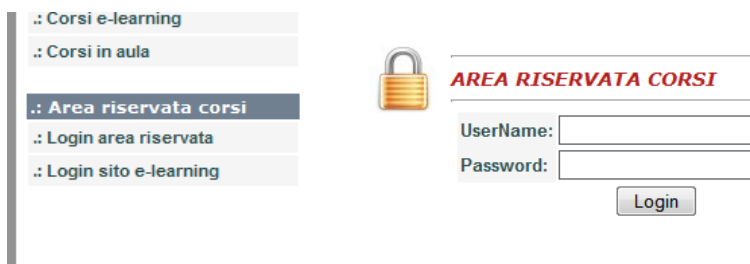 .: Corsi e-learning
.: Corsi in aula
.: Area riservata corsi
.: Login area riservata
.: Login sito e-learning
AREA RISERVATA CORSI
UserName:
Password:
Login